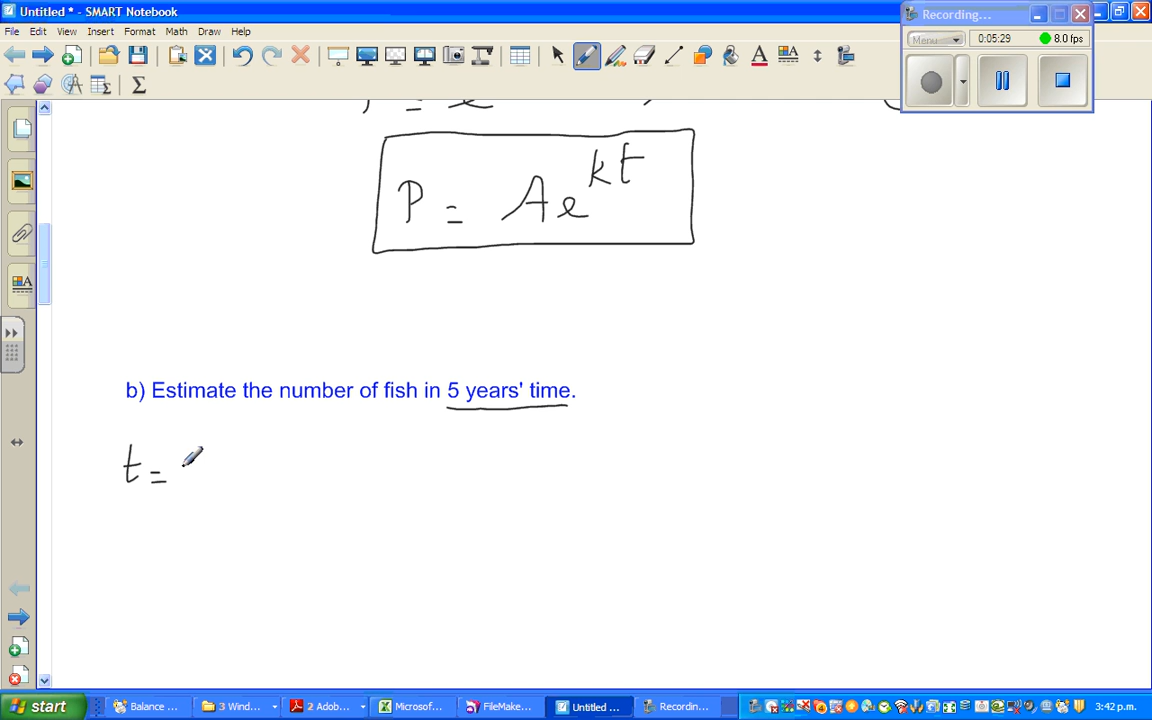 Untitled * - SMART Notebook
File Edit View Insert Format Math Draw Help
Recording...
Menu
0:05:29
8.0 fps
P = A e^{kt}
b) Estimate the number of fish in 5 years' time.
t =
start
Balance ...
3 Wind...
2 Adob...
Microsof...
FileMake...
Untitled ...
Recordin...
3:42 p.m.